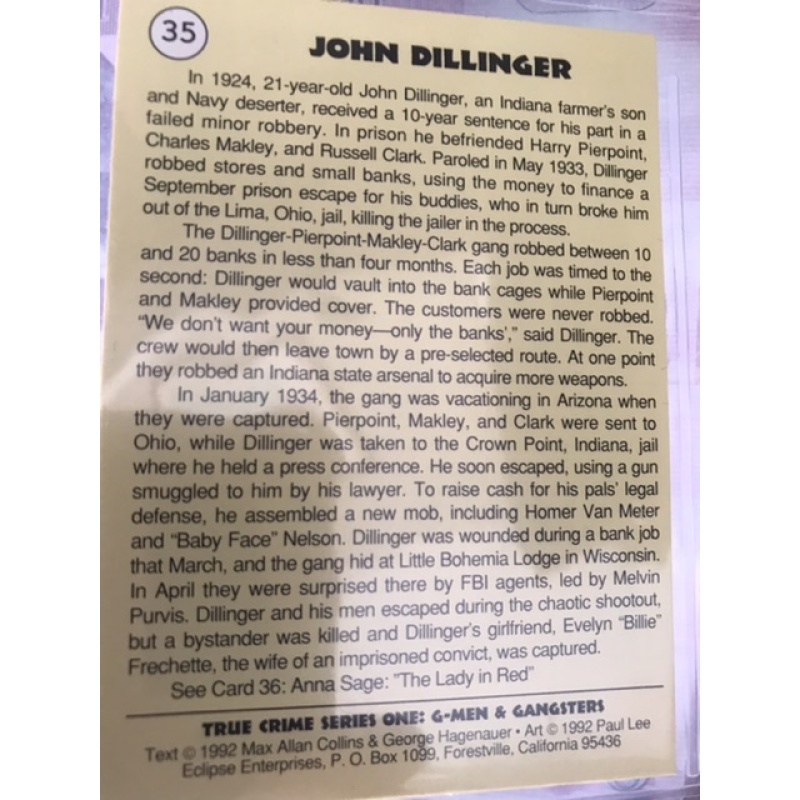 35
JOHN DILLINGER
In 1924, 21-year-old John Dillinger, an Indiana farmer's son
and Navy deserter, received a 10-year sentence for his part in a
failed minor robbery. In prison he befriended Harry Pierpoint,
Charles Makley, and Russell Clark. Paroled in May 1933, Dillinger
robbed stores and small banks, using the money to finance a
September prison escape for his buddies, who in turn broke him
out of the Lima, Ohio, jail, killing the jailer in the process.
The Dillinger-Pierpoint-Makley-Clark gang robbed between 10
and 20 banks in less than four months. Each job was timed to the
second: Dillinger would vault into the bank cages while Pierpoint
and Makley provided cover. The customers were never robbed.
“We don't want your money—only the banks’,” said Dillinger. The
crew would then leave town by a pre-selected route. At one point
they robbed an Indiana state arsenal to acquire more weapons.
In January 1934, the gang was vacationing in Arizona when
they were captured. Pierpoint, Makley, and Clark were sent to
Ohio, while Dillinger was taken to the Crown Point, Indiana, jail
where he held a press conference. He soon escaped, using a gun
smuggled to him by his lawyer. To raise cash for his pals' legal
defense, he assembled a new mob, including Homer Van Meter
and “Baby Face” Nelson. Dillinger was wounded during a bank job
that March, and the gang hid at Little Bohemia Lodge in Wisconsin.
In April they were surprised there by FBI agents, led by Melvin
Purvis. Dillinger and his men escaped during the chaotic shootout,
but a bystander was killed and Dillinger's girlfriend, Evelyn “Billie”
Frechette, the wife of an imprisoned convict, was captured.
See Card 36: Anna Sage: “The Lady in Red”
TRUE CRIME SERIES ONE: G-MEN & GANGSTERS
Text © 1992 Max Allan Collins & George Hagenauer • Art © 1992 Paul Lee
Eclipse Enterprises, P. O. Box 1099, Forestville, California 95436